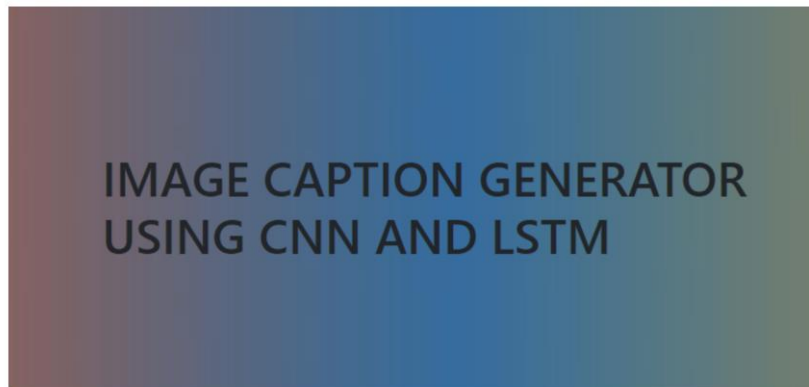 IMAGE CAPTION GENERATOR
USING CNN AND LSTM